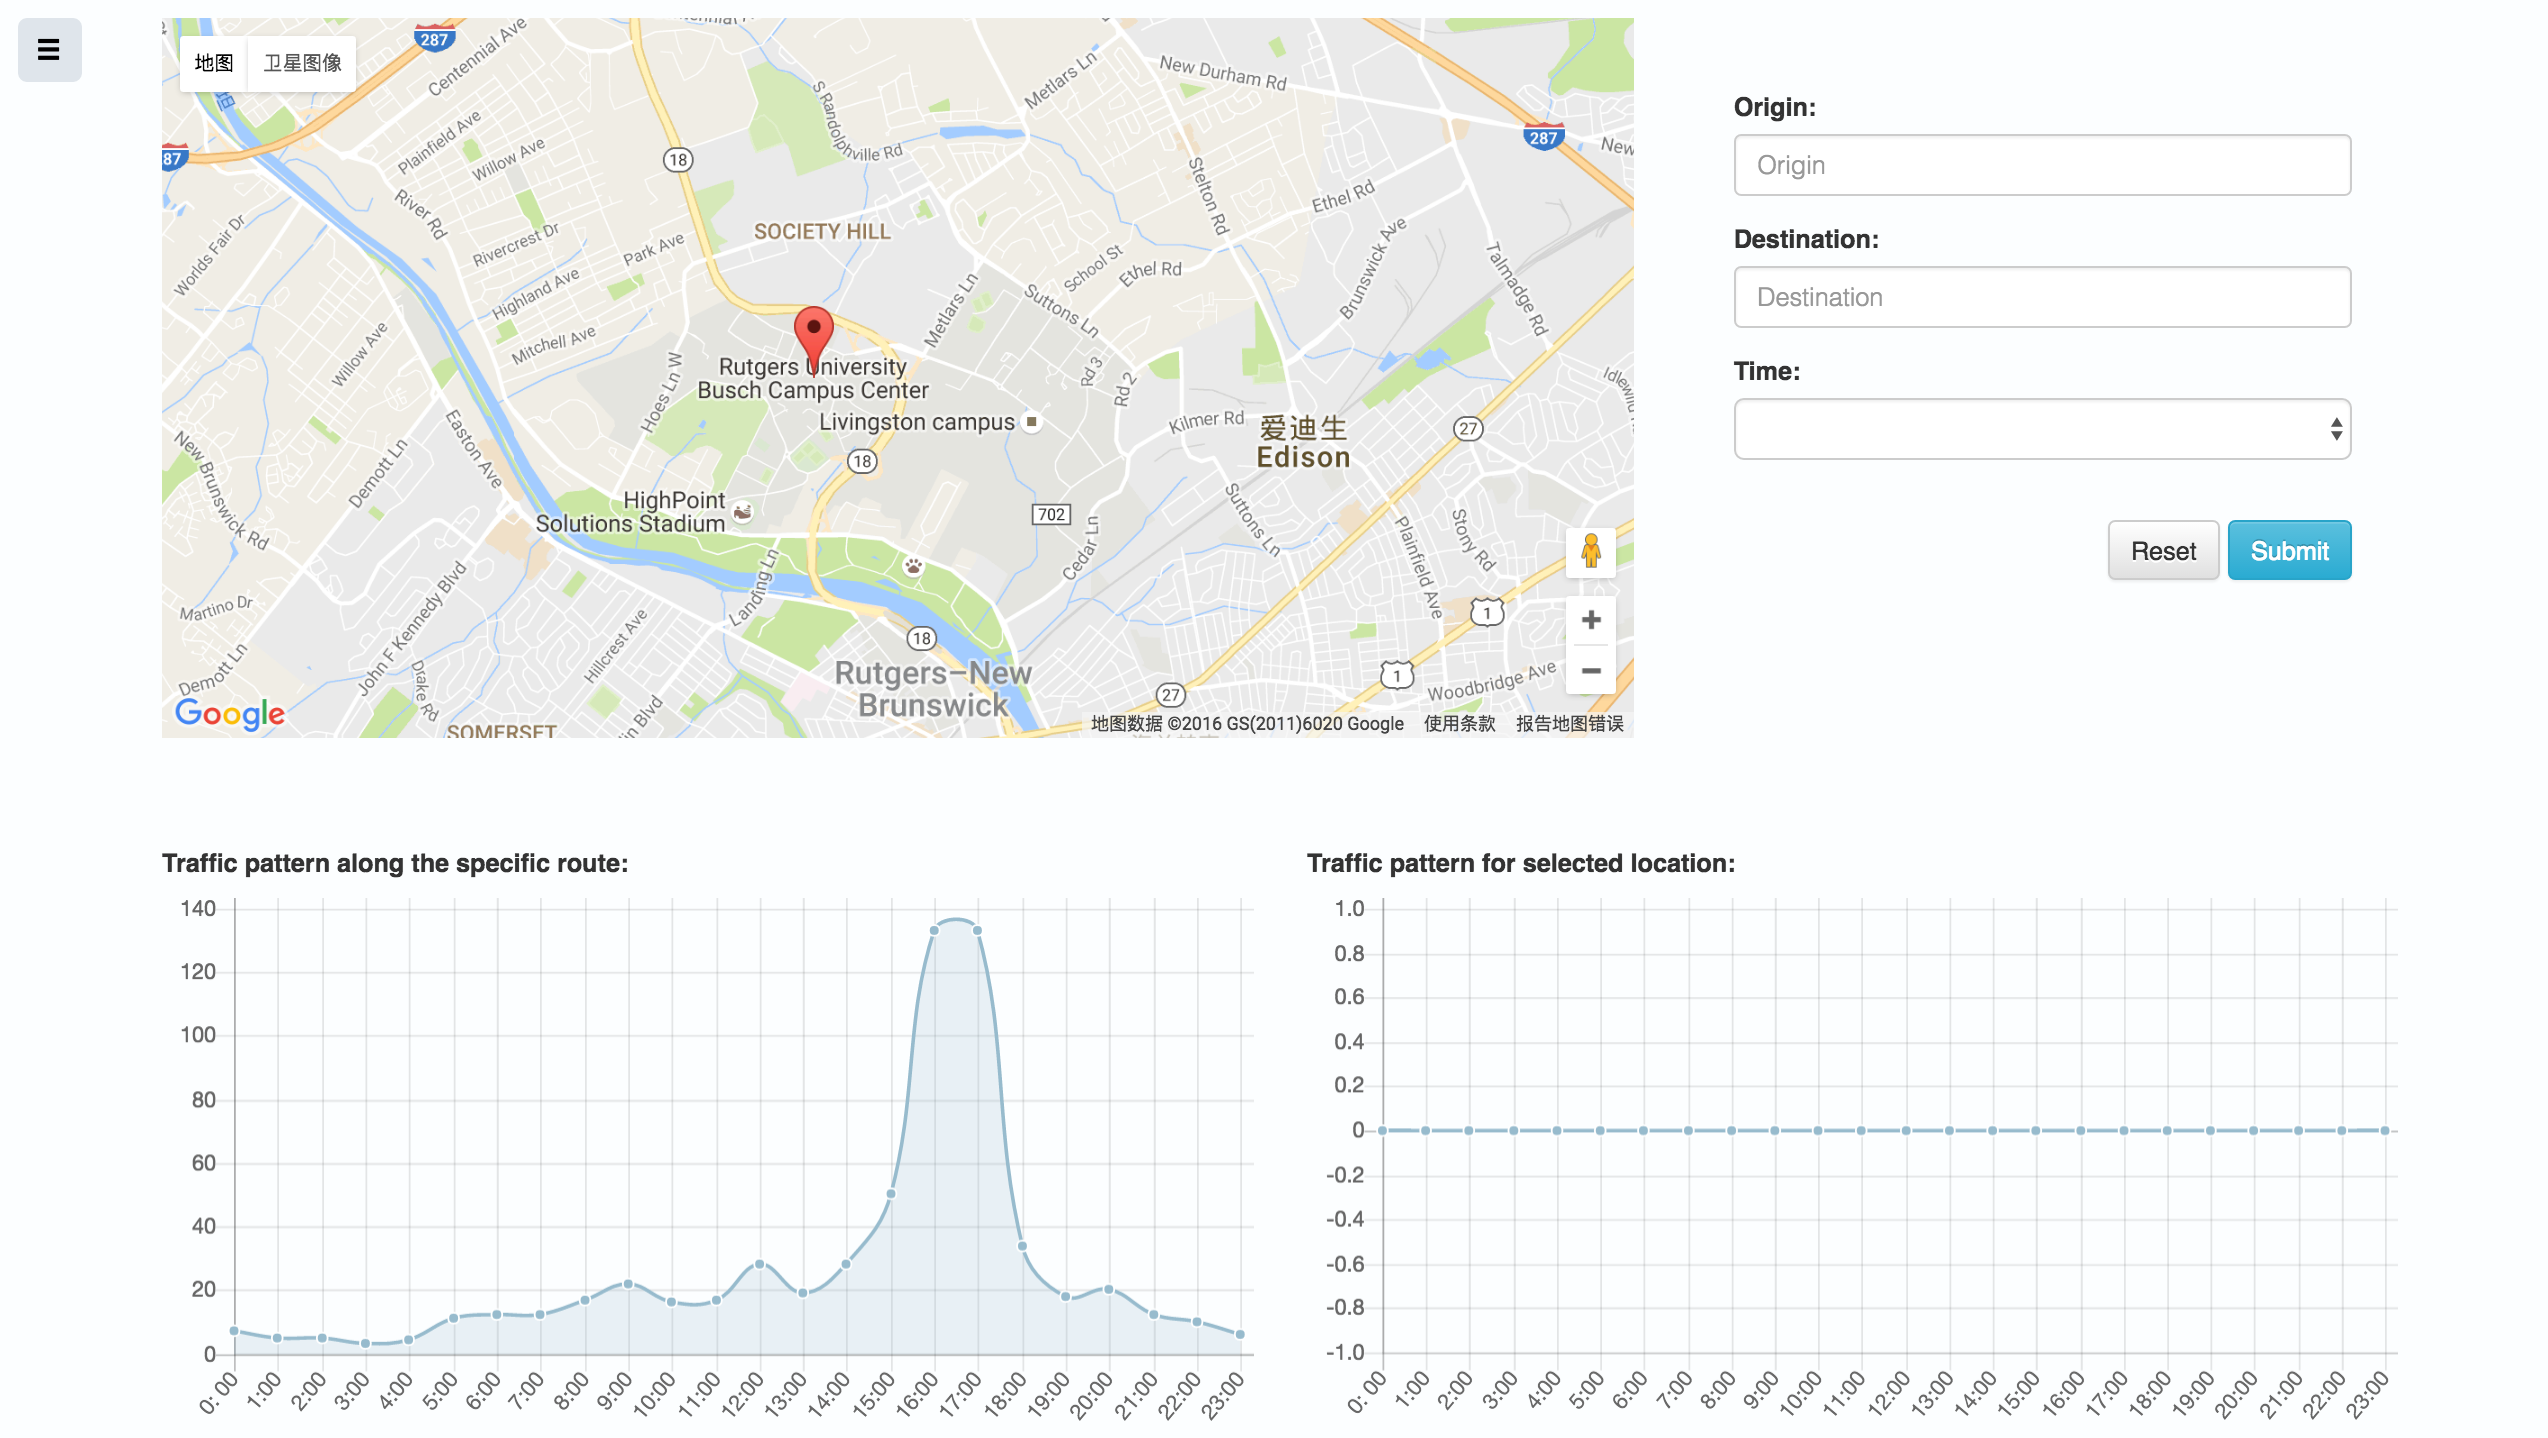 地图 卫星图像
287
Centennial Ave
Metlars Ln
New Durham Rd
S Randolphville Rd
287
New
87
Plainfield Ave
Willow Ave
18
Stelton Rd
Ethel Rd
River Rd
Worlds Fair Dr
Rivercrest Dr
Park Ave
SOCIETY HILL
School St
Ethel Rd
Brunswick Ave
Talmadge Rd
Highland Ave
Metlars Ln
Suttons Ln
Mitchell Ave
Willow Ave
Hoes Ln W
Rutgers University
Busch Campus Center
Rd 3
Rd 2
Livingston campus
Kilmer Rd
爱迪生
Edison
27
Easton Ave
New Brunswick Rd
Demott Ln
18
HighPoint
Solutions Stadium
702
Cedar Ln
Suttons Ln
Plainfield Ave
Stony Rd
Landing Ln
Martino Dr
John F Kennedy Blvd
Hillcrest Ave
18
1
Demott Ln
Drake Rd
Rutgers–New
Brunswick
27
1
Woodbridge Ave
Google
SOMERSET
lin Blvd
地图数据 ©2016 GS(2011)6020 Google 使用条款 报告地图错误
Origin:
Origin
Destination:
Destination
Time:
Reset Submit
Traffic pattern along the specific route:
140
120
100
80
60
40
20
0
0: 00 1:00 2:00 3:00 4:00 5:00 6:00 7:00 8:00 9:00 10:00 11:00 12:00 13:00 14:00 15:00 16:00 17:00 18:00 19:00 20:00 21:00 22:00 23:00
Traffic pattern for selected location:
1.0
0.8
0.6
0.4
0.2
0
-0.2
-0.4
-0.6
-0.8
-1.0
0: 00 1:00 2:00 3:00 4:00 5:00 6:00 7:00 8:00 9:00 10:00 11:00 12:00 13:00 14:00 15:00 16:00 17:00 18:00 19:00 20:00 21:00 22:00 23:00